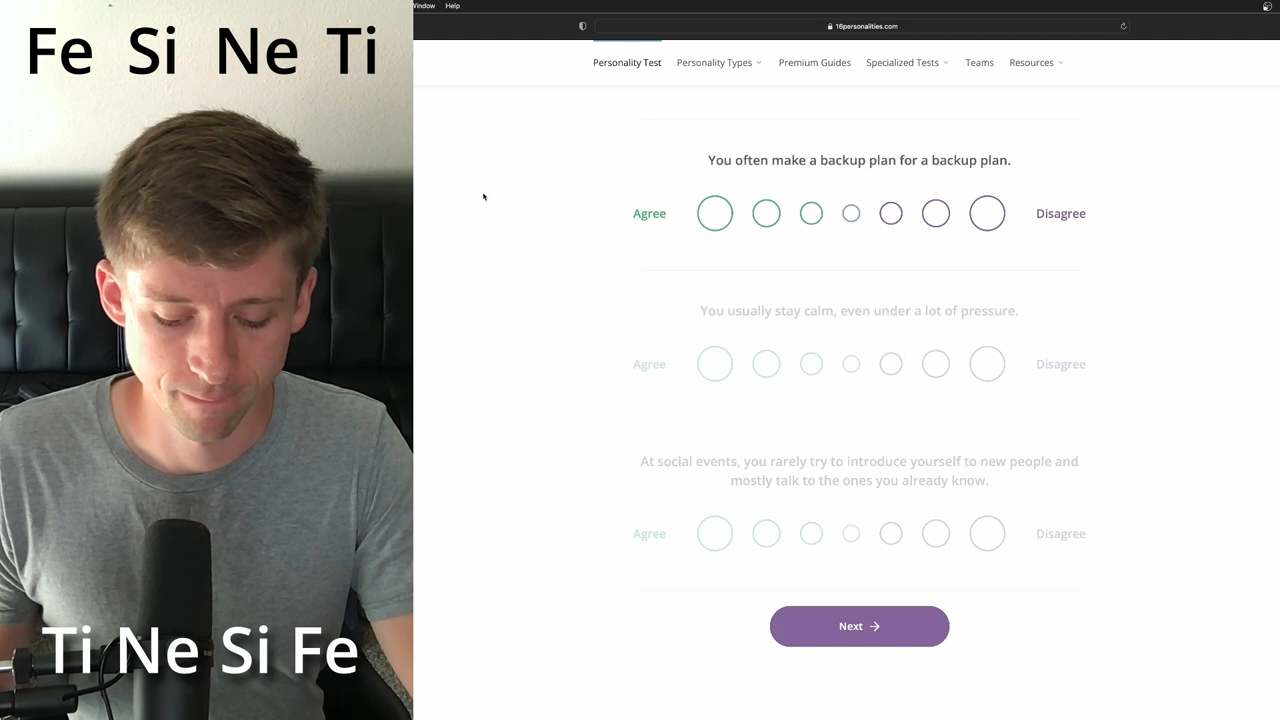 Fe Si Ne Ti
Ti Ne Si Fe
Window Help
16personalities.com
Personality Test Personality Types Premium Guides Specialized Tests Teams Resources
You often make a backup plan for a backup plan.
Agree Disagree
You usually stay calm, even under a lot of pressure.
Agree Disagree
At social events, you rarely try to introduce yourself to new people and
mostly talk to the ones you already know.
Agree Disagree
Next